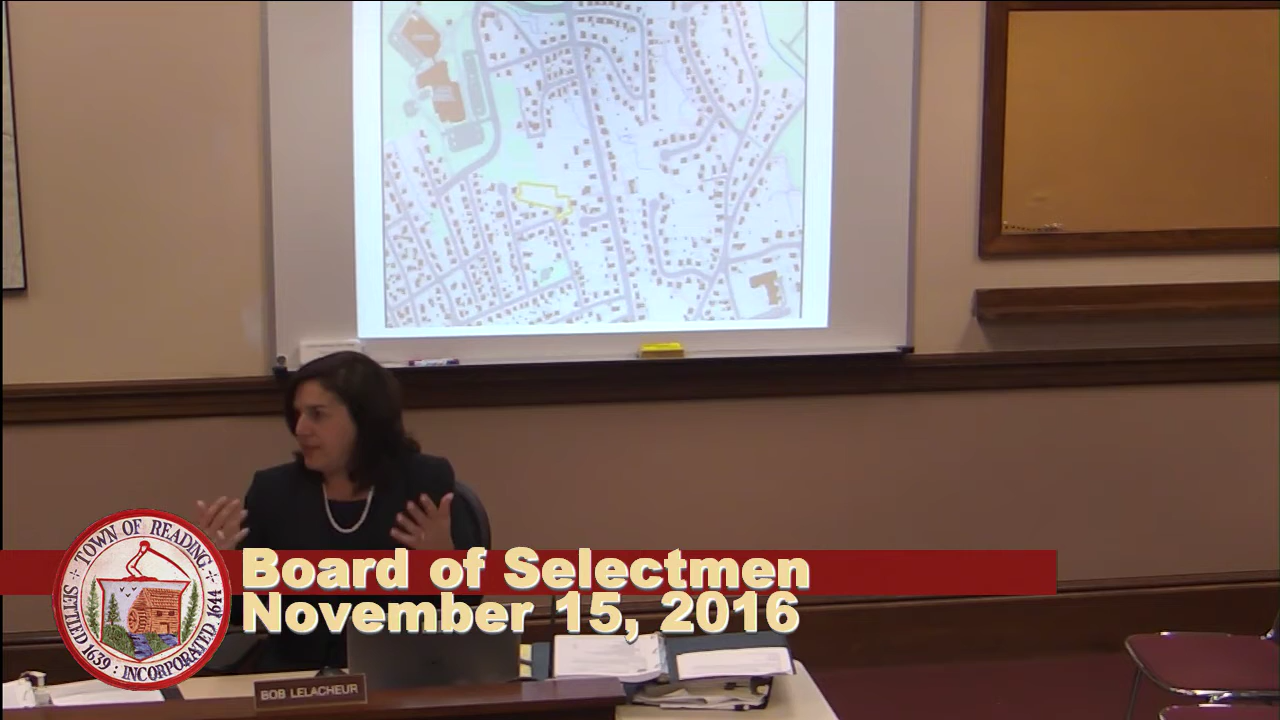 TOWN OF READING
SETTLED 1639 : INCORPORATED 1644
Board of Selectmen
November 15, 2016
BOB LELACHEUR